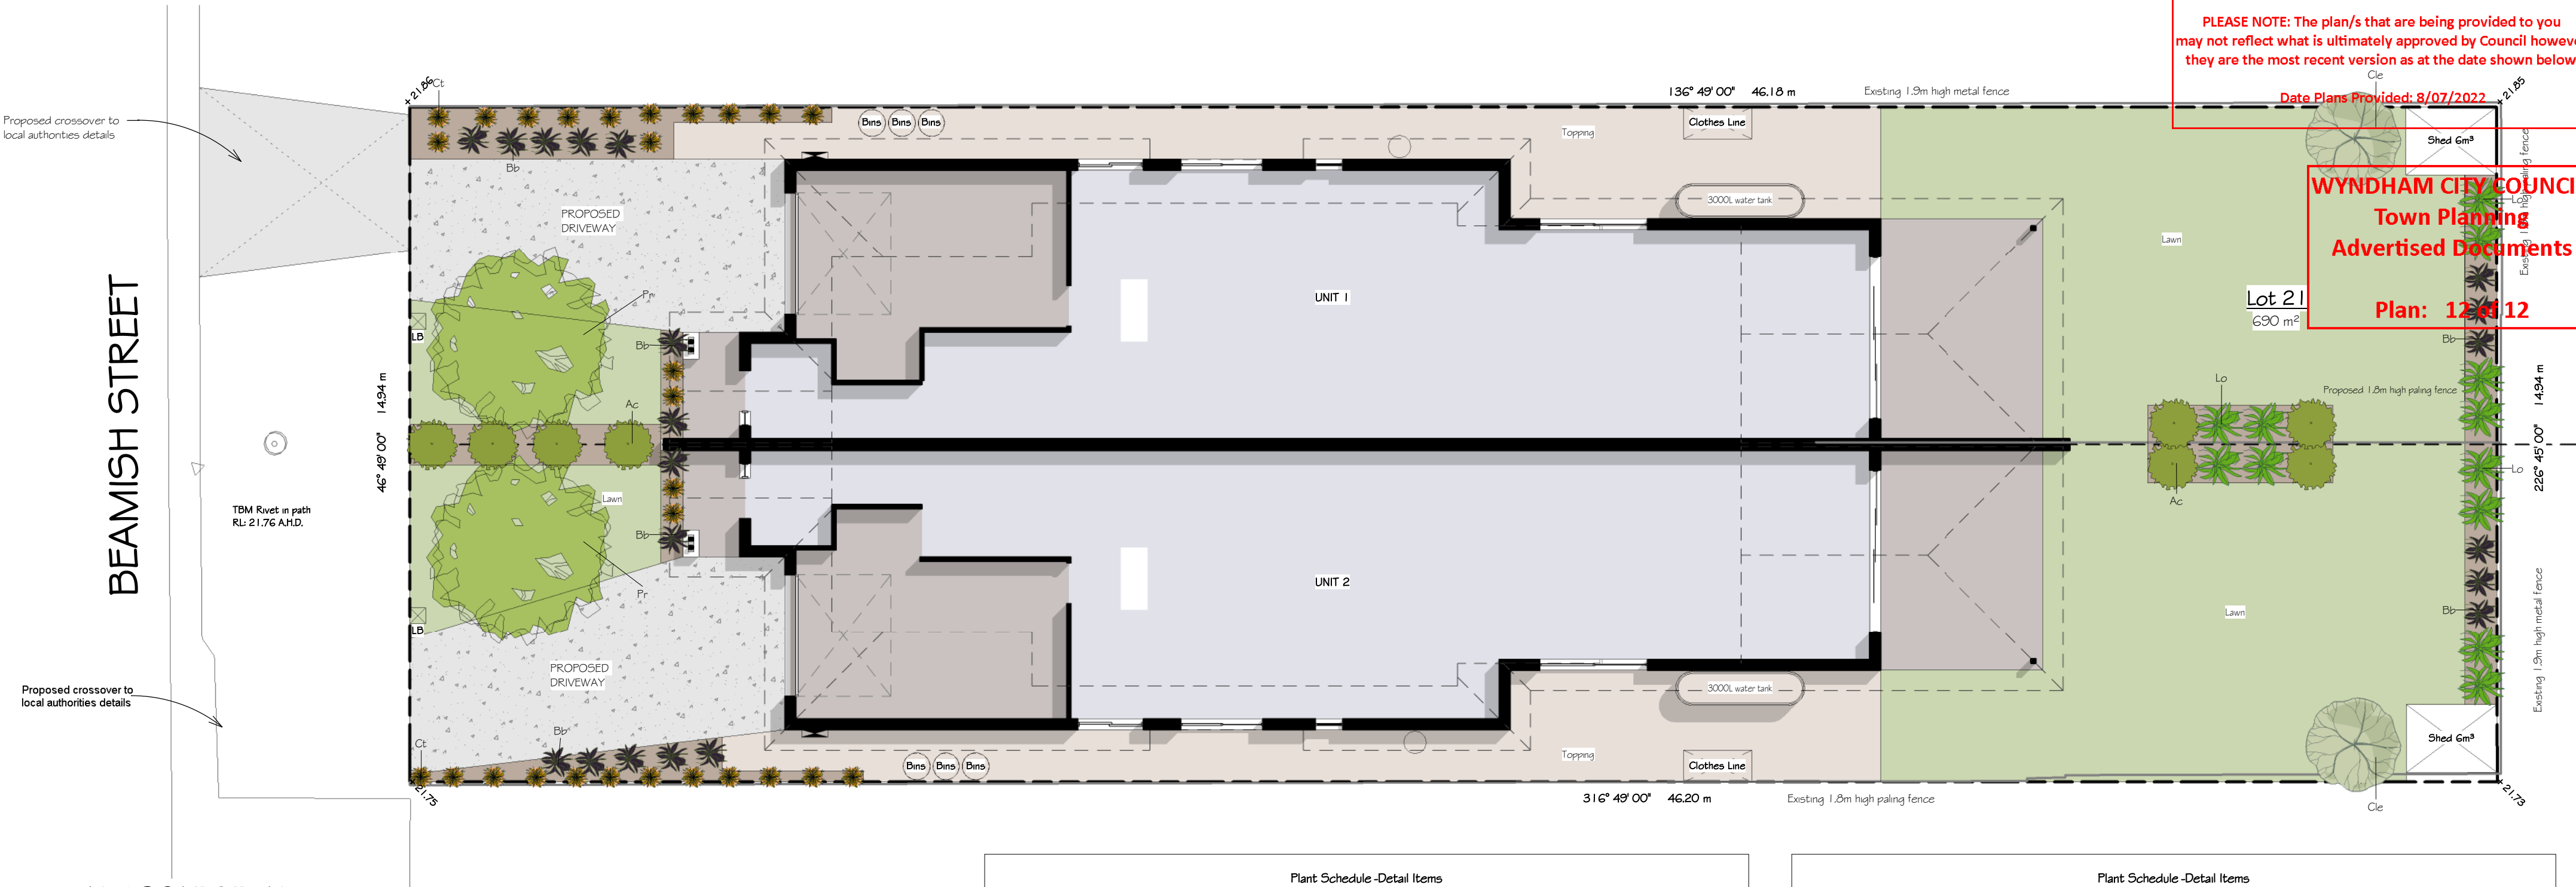 PLEASE NOTE: The plan/s that are being provided to you
may not reflect what is ultimately approved by Council howeve
they are the most recent version as at the date shown below
Date Plans Provided: 8/07/2022
WYNDHAM CITY COUNCI
Town Planning
Advertised Documents
Plan: 12 of 12
+ 21.86
Ct
136° 49' 00" 46.18 m
Existing 1.9m high metal fence
Cle
21.85
Proposed crossover to
local authorities details
Bins
Bins
Bins
Topping
Clothes Line
Shed 6m³
Bb
3000L water tank
Lo
PROPOSED
DRIVEWAY
Lawn
Pr
UNIT 1
Lot 21
690 m²
LB
Bb
Bb
BEAMISH STREET
46° 49' 00" 14.94 m
Ac
Lo
Proposed 1.8m high paling fence
226° 45' 00" 14.94 m
Lo
Lawn
Ac
TBM Rivet in path
RL: 21.76 A.H.D.
Bb
UNIT 2
Pr
Bb
Lawn
LB
PROPOSED
DRIVEWAY
Existing 1.9m high metal fence
Proposed crossover to
local authorities details
3000L water tank
Bb
Ct
Topping
Shed 6m³
Bins
Bins
Bins
Clothes Line
21.75
316° 49' 00" 46.20 m
Existing 1.8m high paling fence
Cle
21.73
Plant Schedule -Detail Items
Plant Schedule -Detail Items